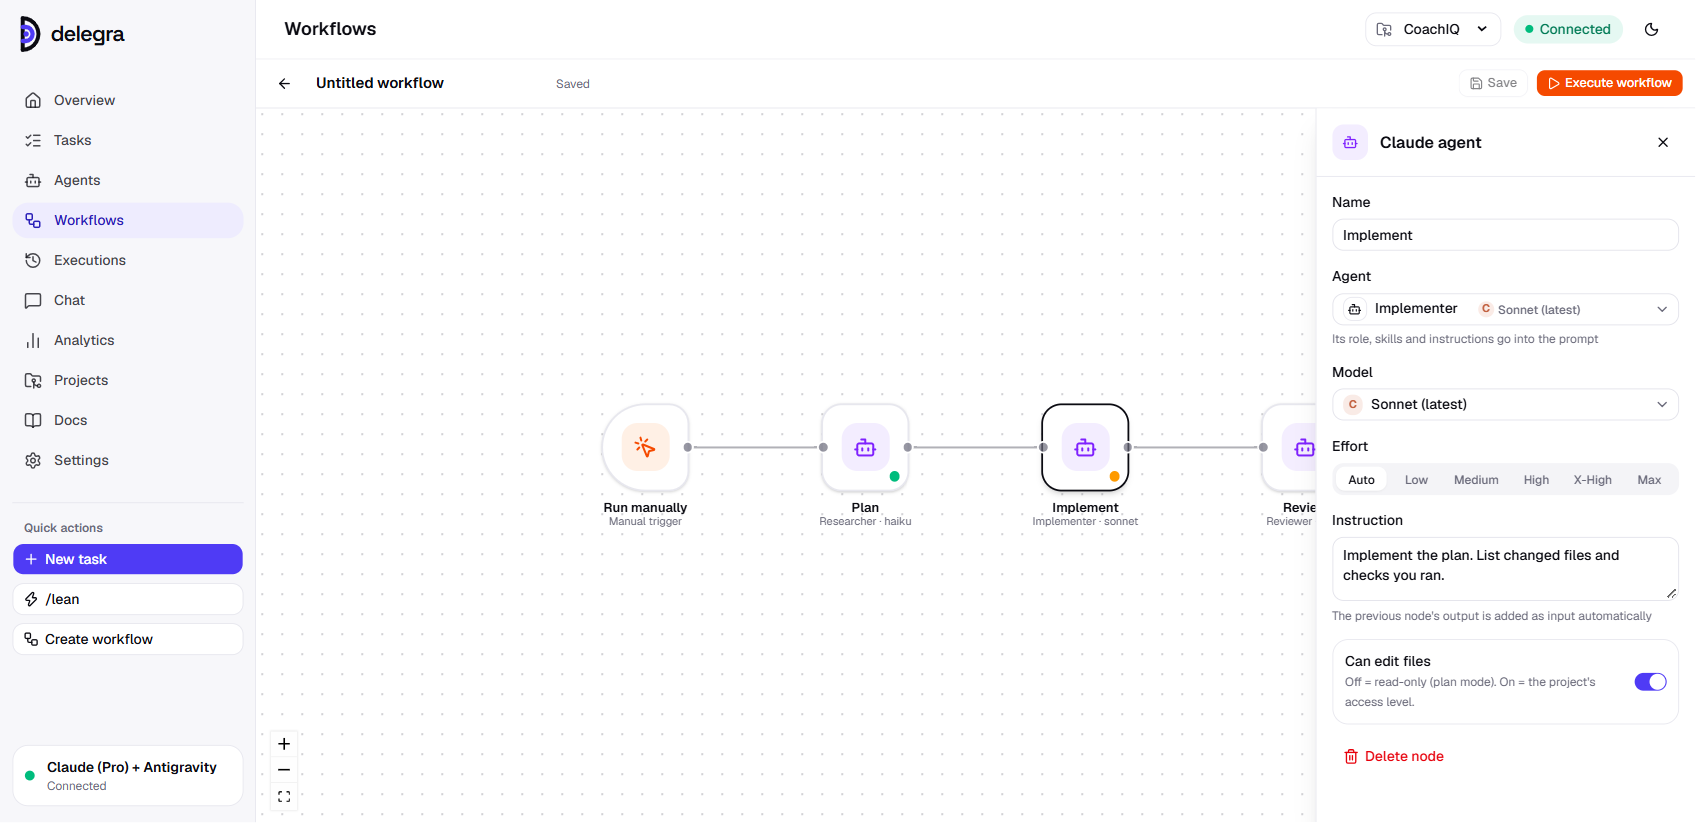 delegra
Workflows
CoachIQ
Connected
Untitled workflow
Saved
Save
Execute workflow
Overview
Tasks
Agents
Workflows
Executions
Chat
Analytics
Projects
Docs
Settings
Quick actions
New task
/lean
Create workflow
Claude (Pro) + Antigravity
Connected
Run manually
Manual trigger
Plan
Researcher · haiku
Implement
Implementer · sonnet
Revie
Reviewer
Claude agent
Name
Implement
Agent
Implementer C Sonnet (latest)
Its role, skills and instructions go into the prompt
Model
C Sonnet (latest)
Effort
Auto Low Medium High X-High Max
Instruction
Implement the plan. List changed files and
checks you ran.
The previous node's output is added as input automatically
Can edit files
Off = read-only (plan mode). On = the project's
access level.
Delete node